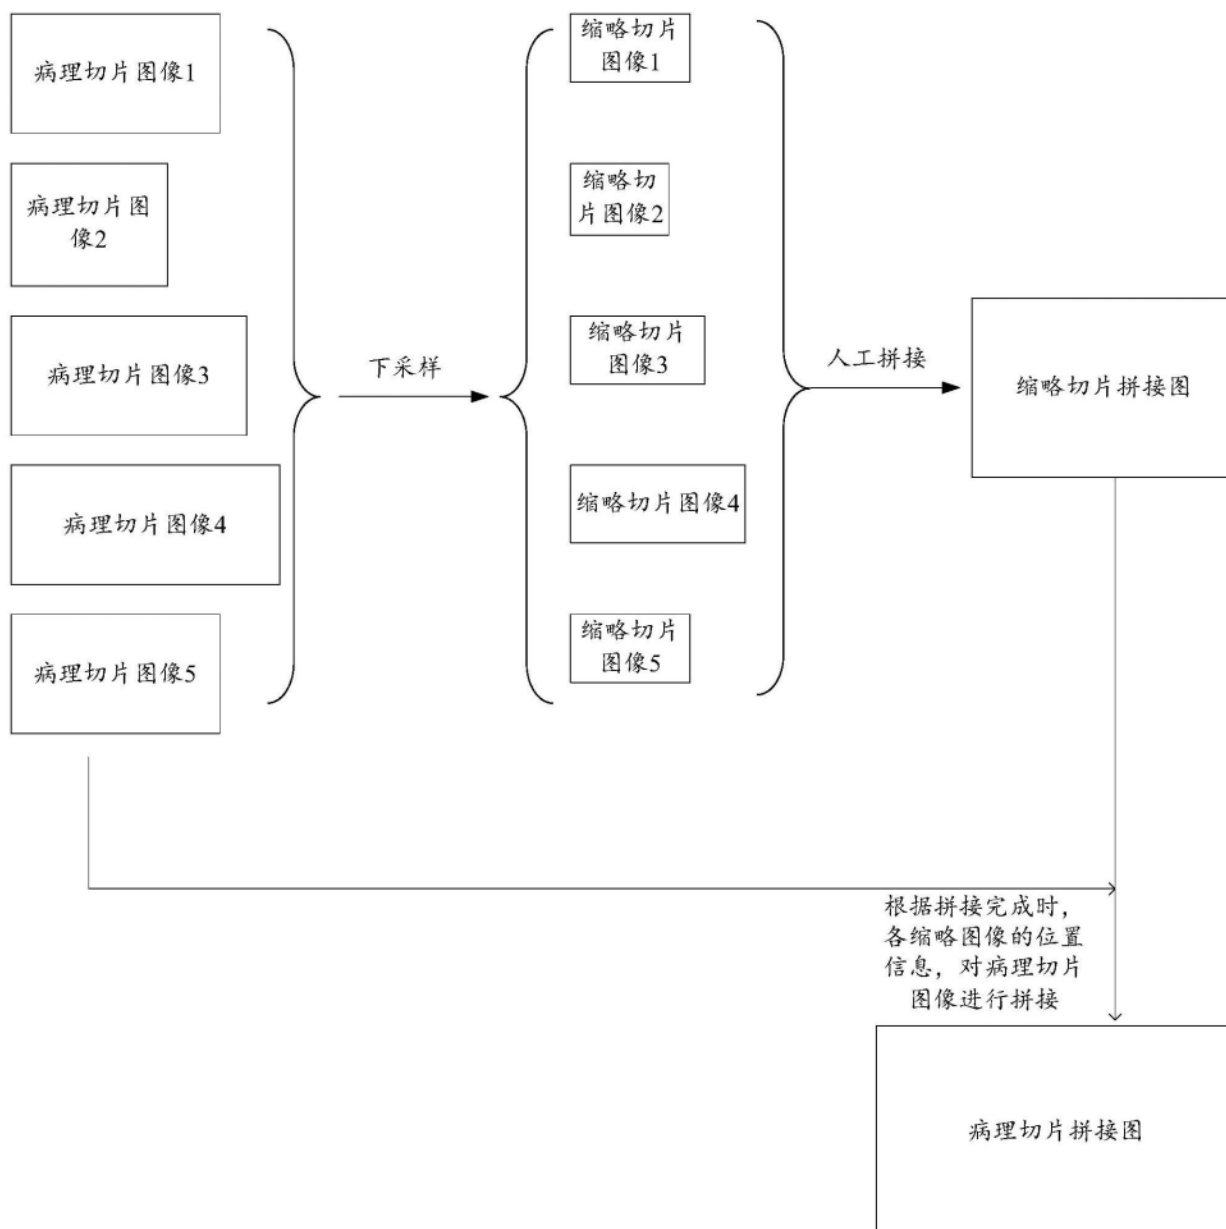 病理切片图像1
病理切片图
像2
病理切片图像3
病理切片图像4
病理切片图像5
下采样
缩略切片
图像1
缩略切
片图像2
缩略切片
图像3
缩略切片图像4
缩略切片
图像5
人工拼接
缩略切片拼接图
根据拼接完成时，
各缩略图像的位置
信息，对病理切片
图像进行拼接
病理切片拼接图